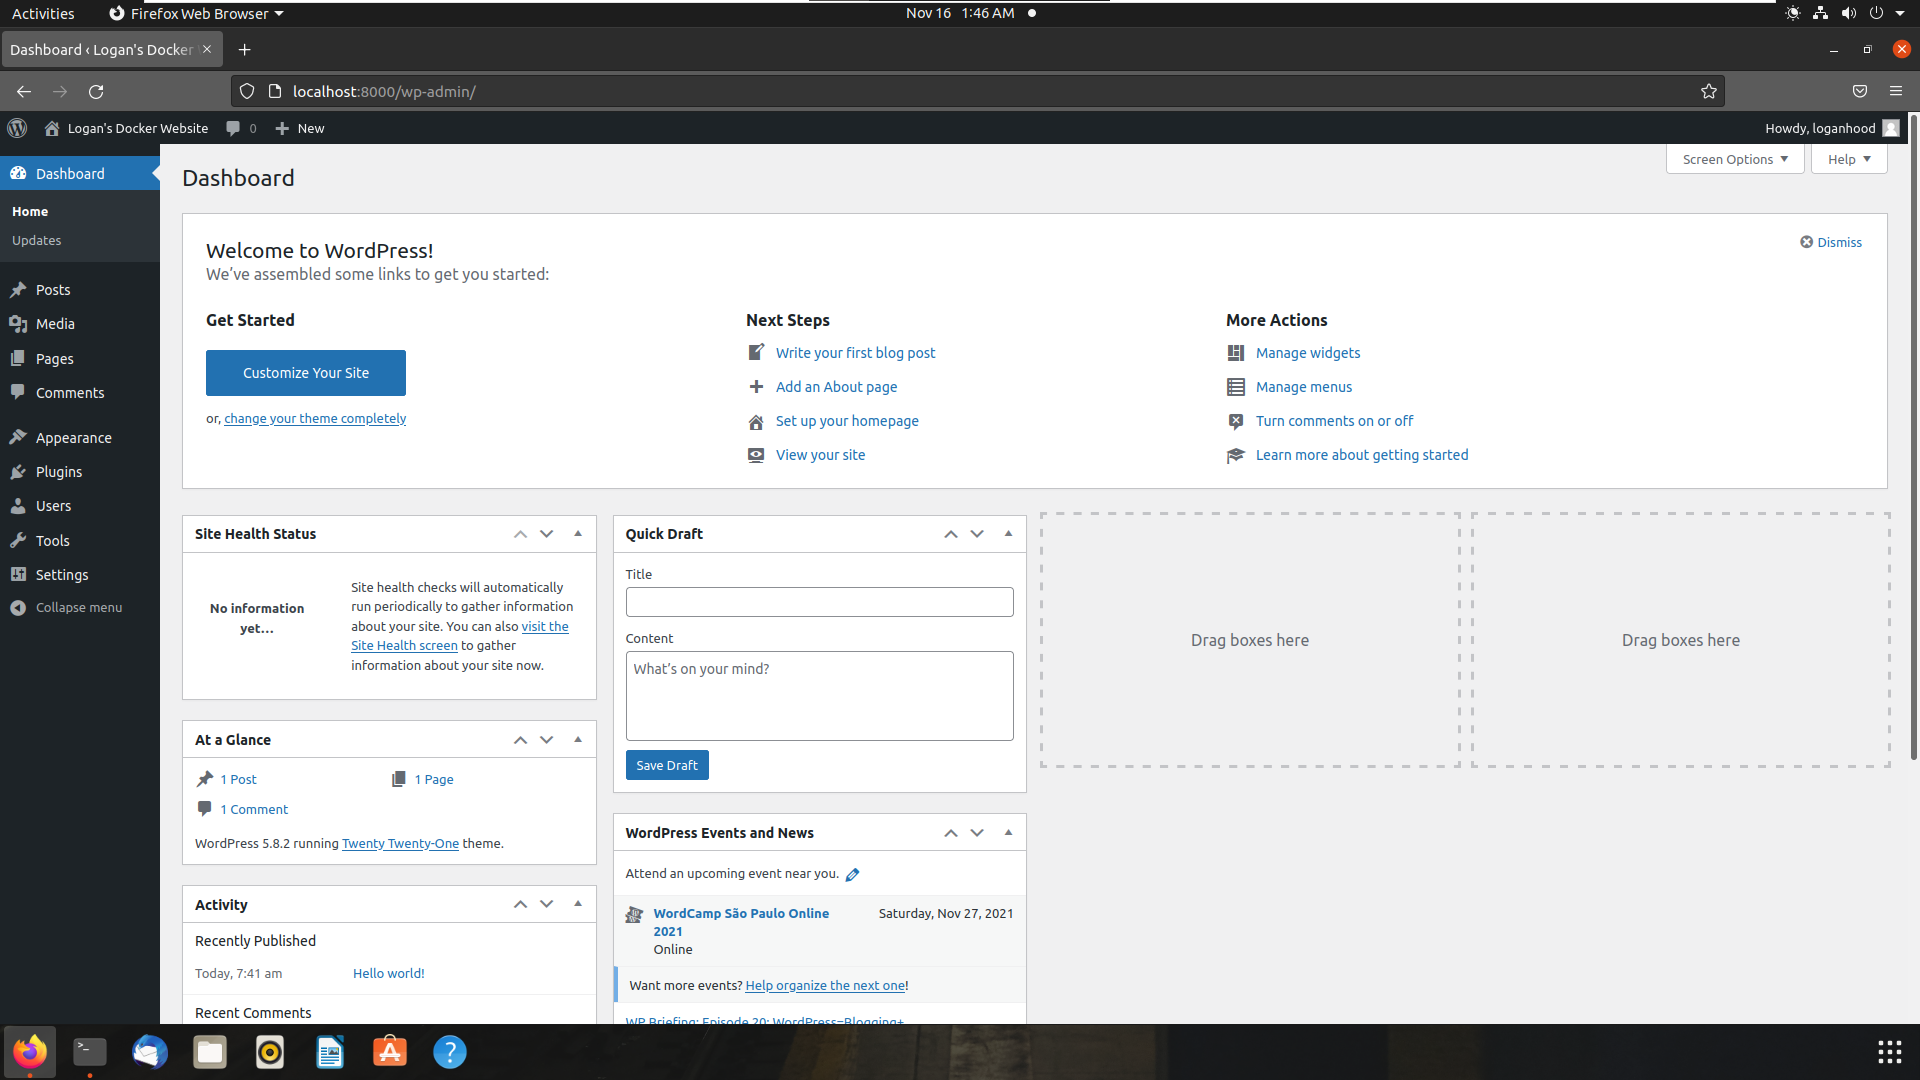 Activities
Firefox Web Browser
Nov 16 1:46 AM
Dashboard ‹ Logan's Docker
localhost:8000/wp-admin/
Logan's Docker Website
0
New
Howdy, loganhood
Dashboard
Home
Updates
Posts
Media
Pages
Comments
Appearance
Plugins
Users
Tools
Settings
Collapse menu
Dashboard
Screen Options
Help
Welcome to WordPress!
We've assembled some links to get you started:
Dismiss
Get Started
Customize Your Site
or, change your theme completely
Next Steps
Write your first blog post
Add an About page
Set up your homepage
View your site
More Actions
Manage widgets
Manage menus
Turn comments on or off
Learn more about getting started
Site Health Status
No information
yet…
Site health checks will automatically
run periodically to gather information
about your site. You can also visit the
Site Health screen to gather
information about your site now.
At a Glance
1 Post
1 Page
1 Comment
WordPress 5.8.2 running Twenty Twenty-One theme.
Activity
Recently Published
Today, 7:41 am
Hello world!
Recent Comments
Quick Draft
Title
Content
What's on your mind?
Save Draft
WordPress Events and News
Attend an upcoming event near you.
WordCamp São Paulo Online
2021
Saturday, Nov 27, 2021
Online
Want more events? Help organize the next one!
WP Briefing: Episode 20: WordPress=Blogging+
Drag boxes here
Drag boxes here